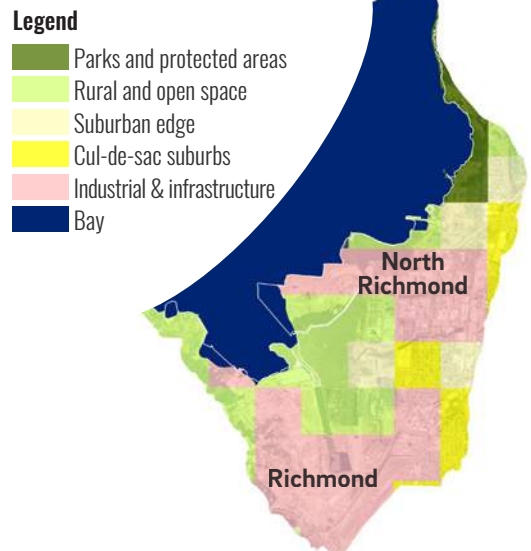 Legend
Parks and protected areas
Rural and open space
Suburban edge
Cul-de-sac suburbs
Industrial & infrastructure
Bay
North
Richmond
Richmond